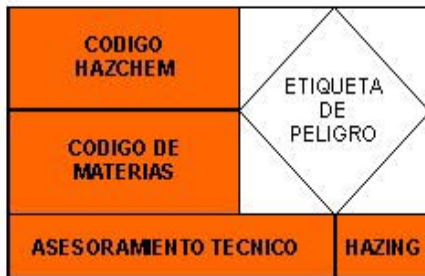 CODIGO
HAZCHEM
ETIQUETA
DE
PELIGRO
CODIGO DE
MATERIAS
ASESORAMIENTO TECNICO
HAZING